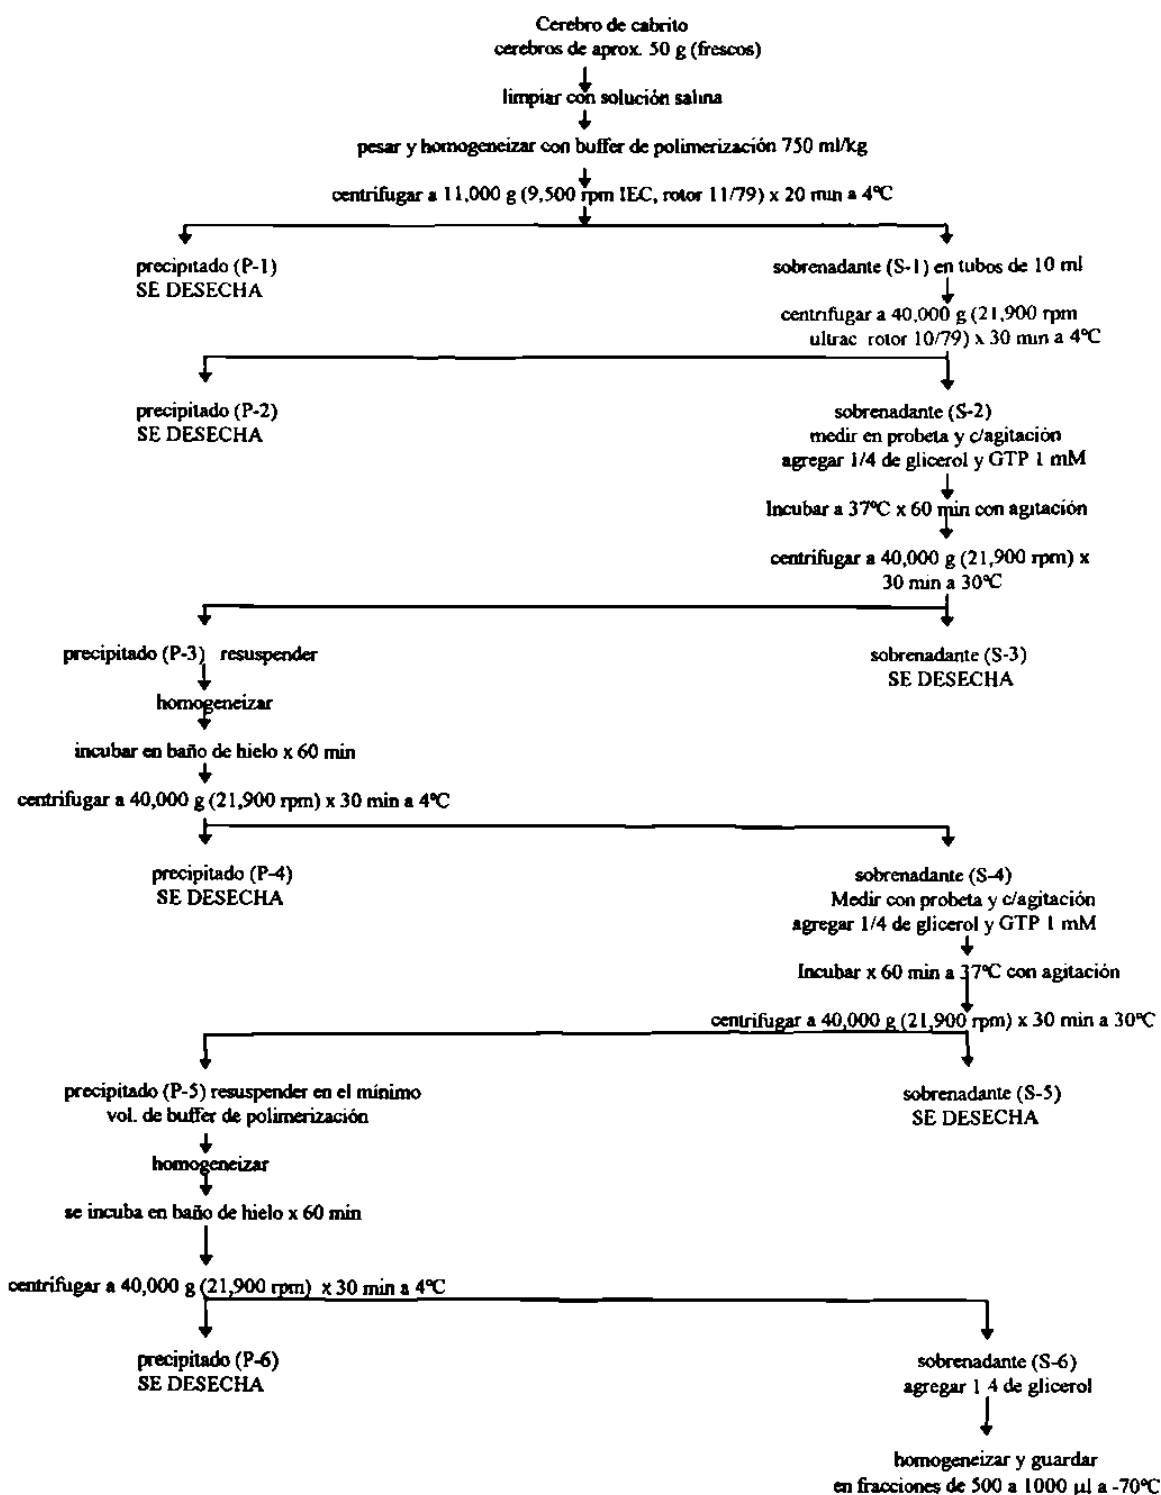 Cerebro de cabrito
cerebros de aprox. 50 g (frescos)
limpiar con solución salina
pesar y homogeneizar con buffer de polimerización 750 ml/kg
centrifugar a 11,000 g (9,500 rpm IEC, rotor 11/79) x 20 min a 4ºC
precipitado (P-1)
SE DESECHA
sobrenadante (S-1) en tubos de 10 ml
centrifugar a 40,000 g (21,900 rpm
ultrac rotor 10/79) x 30 min a 4ºC
precipitado (P-2)
SE DESECHA
sobrenadante (S-2)
medir en probeta y c/agitación
agregar 1/4 de glicerol y GTP 1 mM
Incubar a 37ºC x 60 min con agitación
centrifugar a 40,000 g (21,900 rpm) x
30 min a 30ºC
precipitado (P-3) resuspender
homogeneizar
incubar en baño de hielo x 60 min
centrifugar a 40,000 g (21,900 rpm) x 30 min a 4ºC
sobrenadante (S-3)
SE DESECHA
precipitado (P-4)
SE DESECHA
sobrenadante (S-4)
Medir con probeta y c/agitación
agregar 1/4 de glicerol y GTP 1 mM
Incubar x 60 min a 37ºC con agitación
centrifugar a 40,000 g (21,900 rpm) x 30 min a 30ºC
precipitado (P-5) resuspender en el mínimo
vol. de buffer de polimerización
homogeneizar
se incuba en baño de hielo x 60 min
centrifugar a 40,000 g (21,900 rpm) x 30 min a 4ºC
sobrenadante (S-5)
SE DESECHA
precipitado (P-6)
SE DESECHA
sobrenadante (S-6)
agregar 1 4 de glicerol
homogeneizar y guardar
en fracciones de 500 a 1000 µl a -70ºC